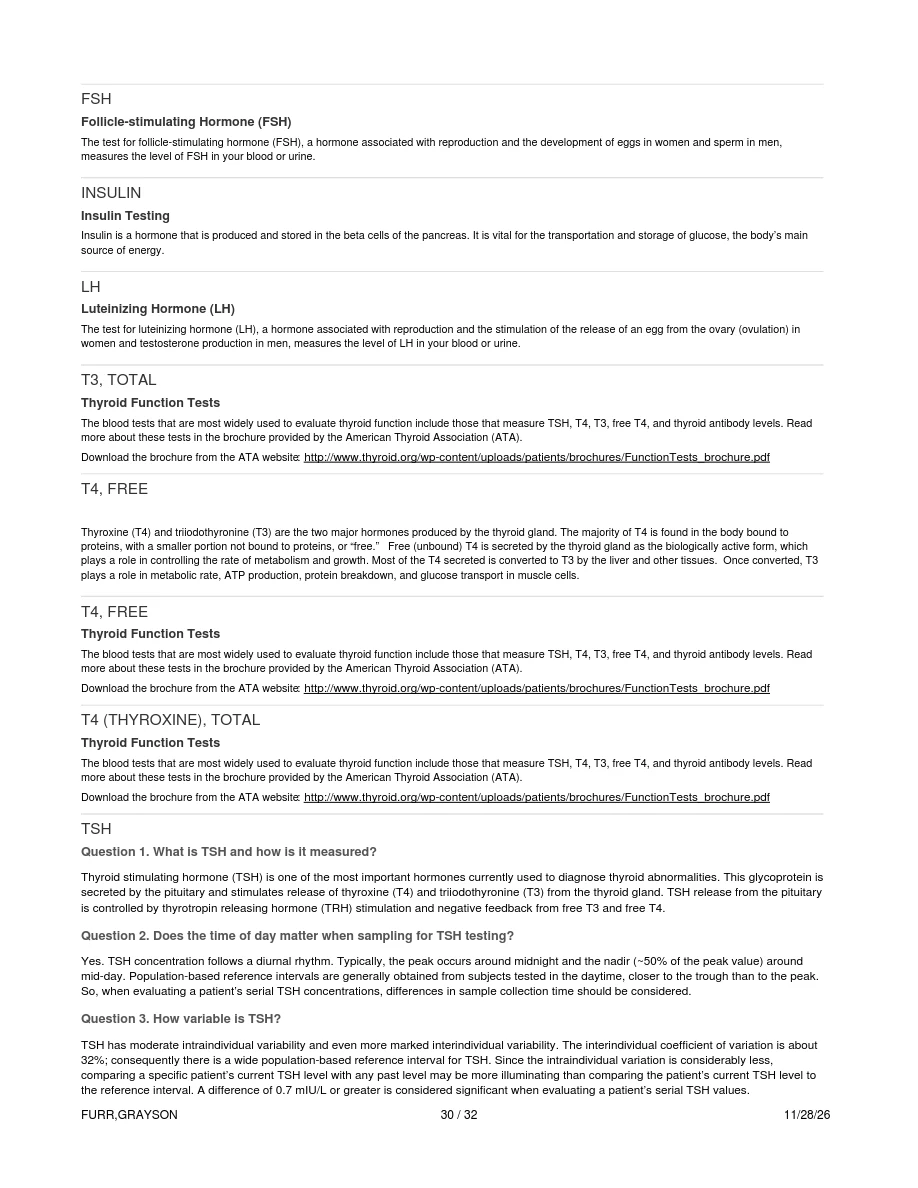 FSH
Follicle-stimulating Hormone (FSH)
The test for follicle-stimulating hormone (FSH), a hormone associated with reproduction and the development of eggs in women and sperm in men,
measures the level of FSH in your blood or urine.
INSULIN
Insulin Testing
Insulin is a hormone that is produced and stored in the beta cells of the pancreas. It is vital for the transportation and storage of glucose, the body's main
source of energy.
LH
Luteinizing Hormone (LH)
The test for luteinizing hormone (LH), a hormone associated with reproduction and the stimulation of the release of an egg from the ovary (ovulation) in
women and testosterone production in men, measures the level of LH in your blood or urine.
T3, TOTAL
Thyroid Function Tests
The blood tests that are most widely used to evaluate thyroid function include those that measure TSH, T4, T3, free T4, and thyroid antibody levels. Read
more about these tests in the brochure provided by the American Thyroid Association (ATA).
Download the brochure from the ATA website: http://www.thyroid.org/wp-content/uploads/patients/brochures/FunctionTests_brochure.pdf
T4, FREE
Thyroxine (T4) and triiodothyronine (T3) are the two major hormones produced by the thyroid gland. The majority of T4 is found in the body bound to
proteins, with a smaller portion not bound to proteins, or “free.”   Free (unbound) T4 is secreted by the thyroid gland as the biologically active form, which
plays a role in controlling the rate of metabolism and growth. Most of the T4 secreted is converted to T3 by the liver and other tissues.  Once converted, T3
plays a role in metabolic rate, ATP production, protein breakdown, and glucose transport in muscle cells.
T4, FREE
Thyroid Function Tests
The blood tests that are most widely used to evaluate thyroid function include those that measure TSH, T4, T3, free T4, and thyroid antibody levels. Read
more about these tests in the brochure provided by the American Thyroid Association (ATA).
Download the brochure from the ATA website: http://www.thyroid.org/wp-content/uploads/patients/brochures/FunctionTests_brochure.pdf
T4 (THYROXINE), TOTAL
Thyroid Function Tests
The blood tests that are most widely used to evaluate thyroid function include those that measure TSH, T4, T3, free T4, and thyroid antibody levels. Read
more about these tests in the brochure provided by the American Thyroid Association (ATA).
Download the brochure from the ATA website: http://www.thyroid.org/wp-content/uploads/patients/brochures/FunctionTests_brochure.pdf
TSH
Question 1. What is TSH and how is it measured?
Thyroid stimulating hormone (TSH) is one of the most important hormones currently used to diagnose thyroid abnormalities. This glycoprotein is
secreted by the pituitary and stimulates release of thyroxine (T4) and triiodothyronine (T3) from the thyroid gland. TSH release from the pituitary
is controlled by thyrotropin releasing hormone (TRH) stimulation and negative feedback from free T3 and free T4.
Question 2. Does the time of day matter when sampling for TSH testing?
Yes. TSH concentration follows a diurnal rhythm. Typically, the peak occurs around midnight and the nadir (~50% of the peak value) around
mid-day. Population-based reference intervals are generally obtained from subjects tested in the daytime, closer to the trough than to the peak.
So, when evaluating a patient's serial TSH concentrations, differences in sample collection time should be considered.
Question 3. How variable is TSH?
TSH has moderate intraindividual variability and even more marked interindividual variability. The interindividual coefficient of variation is about
32%; consequently there is a wide population-based reference interval for TSH. Since the intraindividual variation is considerably less,
comparing a specific patient's current TSH level with any past level may be more illuminating than comparing the patient's current TSH level to
the reference interval. A difference of 0.7 mIU/L or greater is considered significant when evaluating a patient's serial TSH values.
FURR,GRAYSON 30 / 32 11/28/26